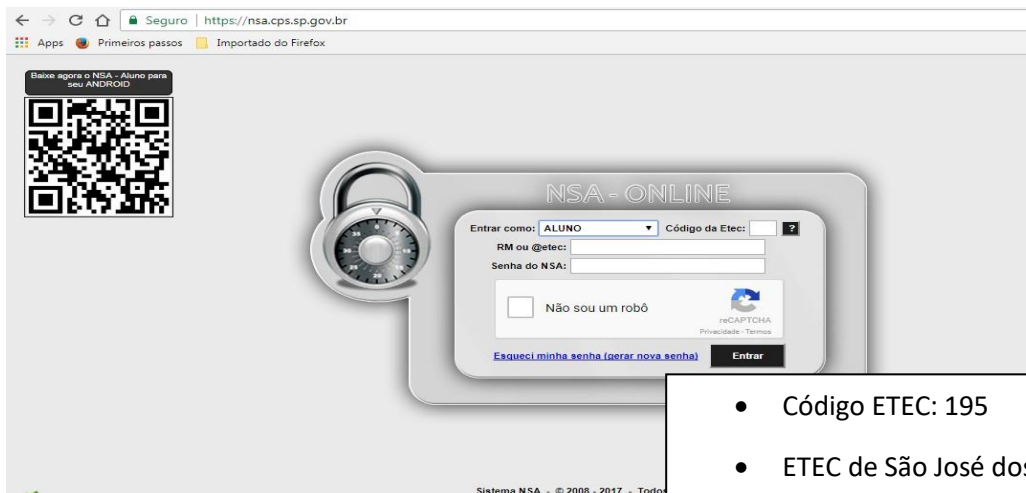 Seguro | https://nsa.cps.sp.gov.br
Apps Primeiros passos Importado do Firefox
Baixe agora o NSA - Aluno para
seu ANDROID
NSA - ONLINE
Entrar como: ALUNO Código da Etec: ?
RM ou @etec:
Senha do NSA:
Não sou um robô
reCAPTCHA
Privacidade - Termos
Esqueci minha senha (gerar nova senha) Entrar
• Código ETEC: 195
• ETEC de São José dos
Sistema NSA - © 2008 - 2017 - Todos